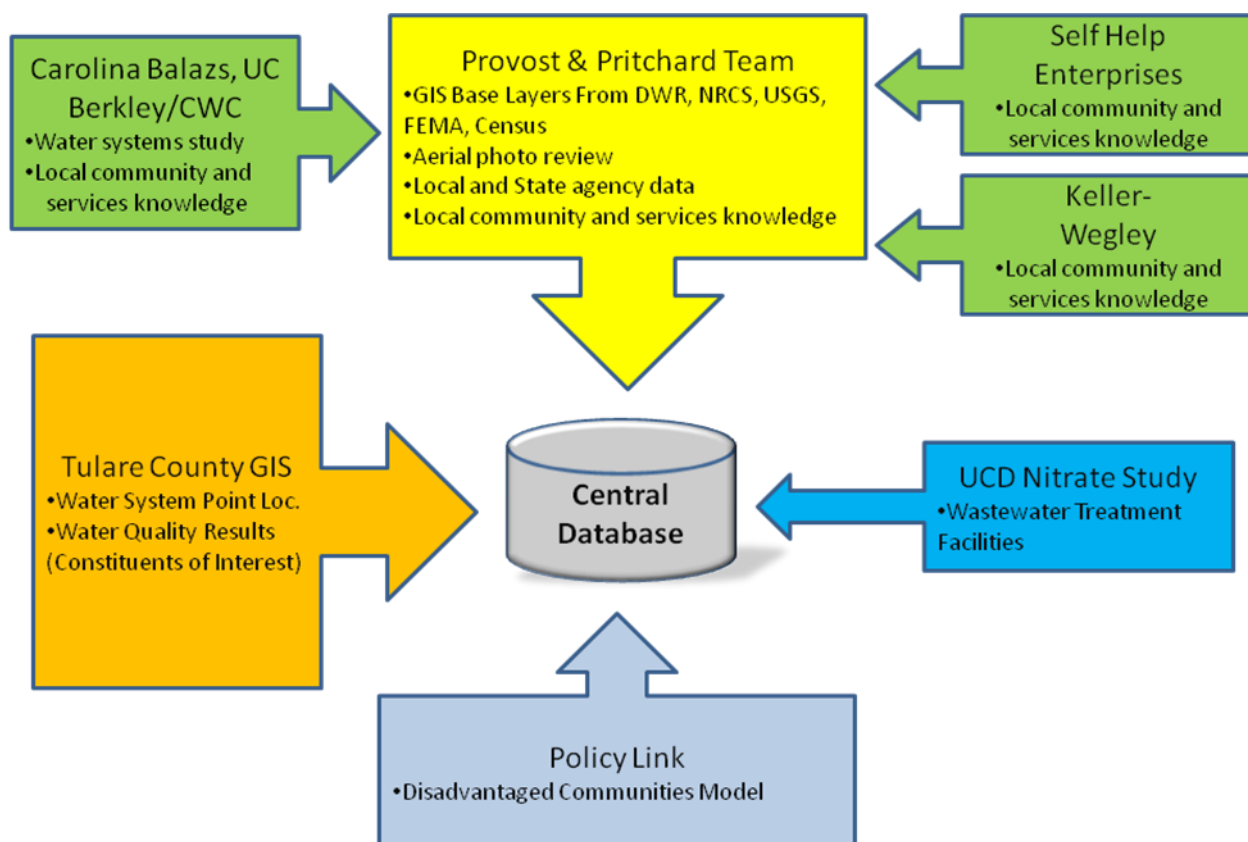 Carolina Balazs, UC
Berkley/CWC
•Water systems study
•Local community and
services knowledge
Provost & Pritchard Team
•GIS Base Layers From DWR, NRCS, USGS,
FEMA, Census
•Aerial photo review
•Local and State agency data
•Local community and services knowledge
Self Help
Enterprises
•Local community and
services knowledge
Keller-
Wegley
•Local community and
services knowledge
Tulare County GIS
•Water System Point Loc.
•Water Quality Results
(Constituents of Interest)
Central
Database
UCD Nitrate Study
•Wastewater Treatment
Facilities
Policy Link
•Disadvantaged Communities Model